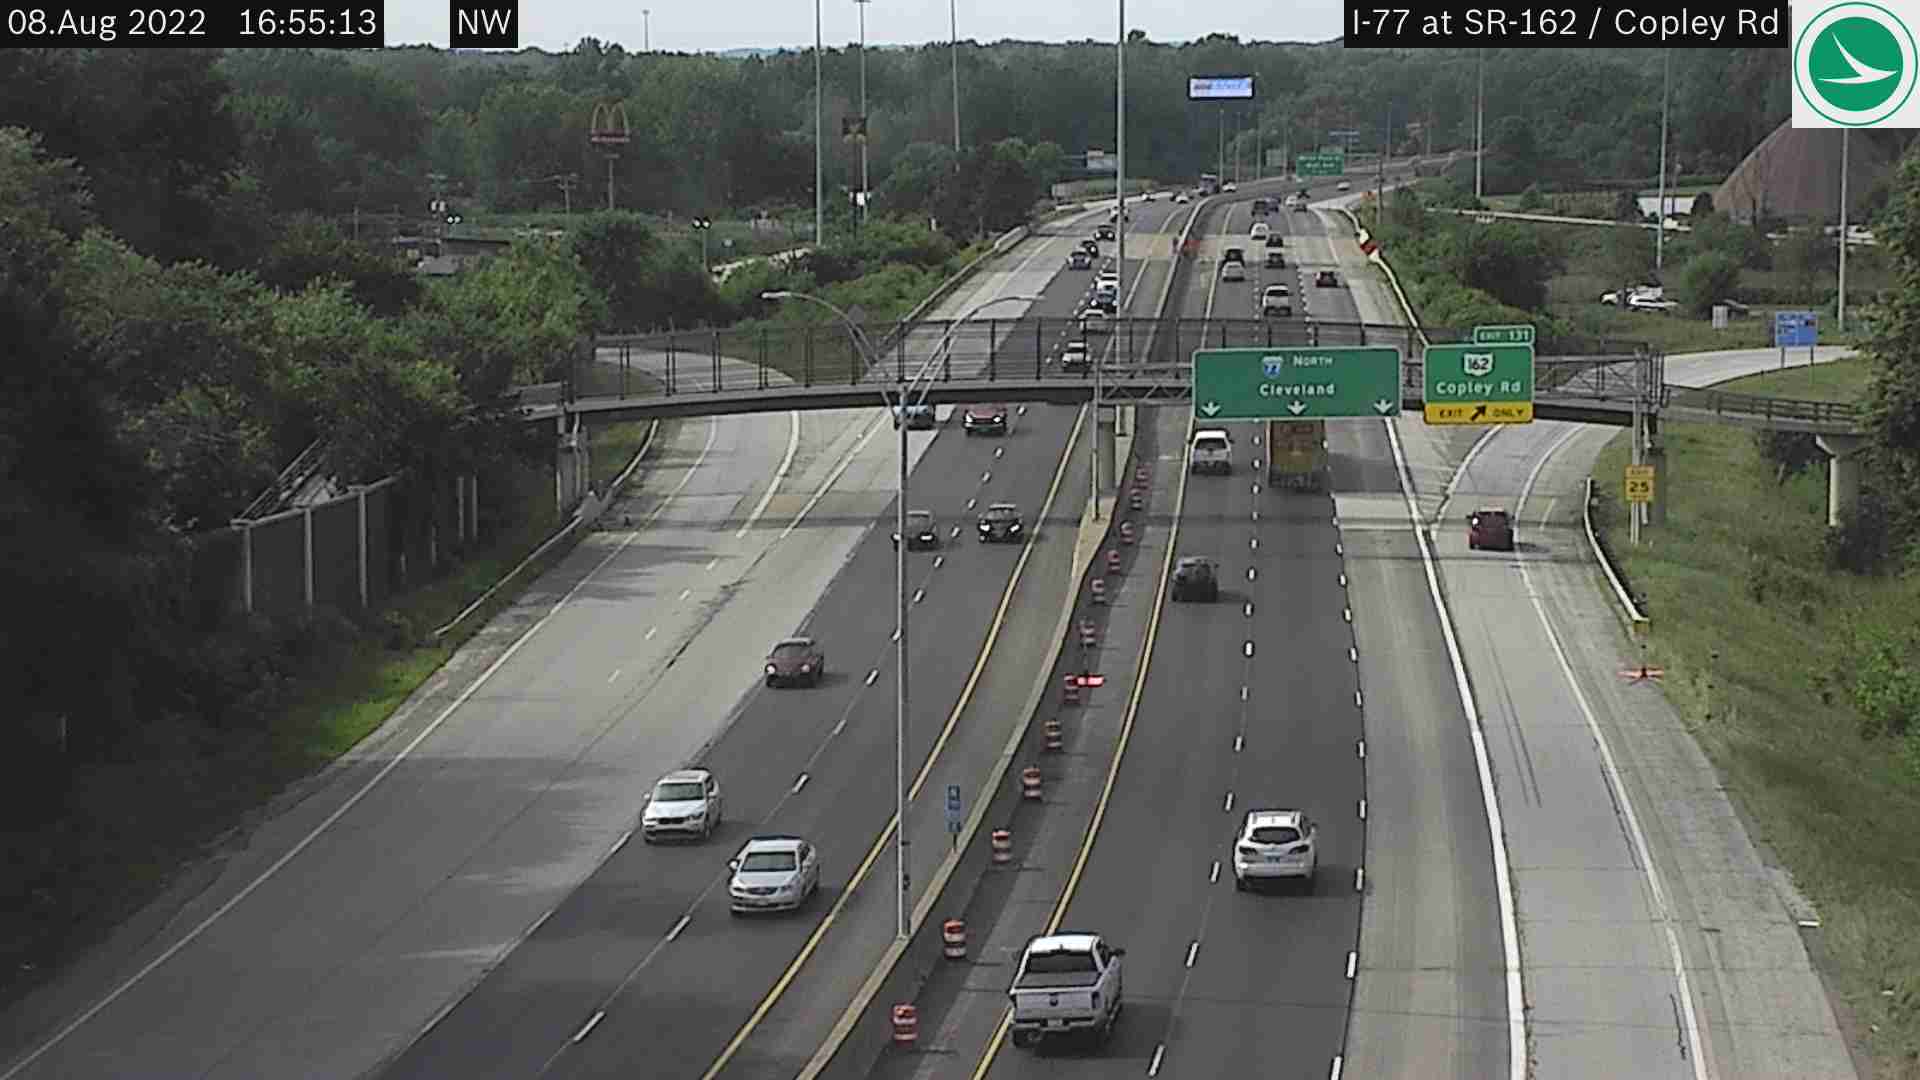 08.Aug 2022 16:55:13 NW I-77 at SR-162 / Copley Rd
EXIT 131
77 NORTH
Cleveland
162
Copley Rd
EXIT ONLY
25